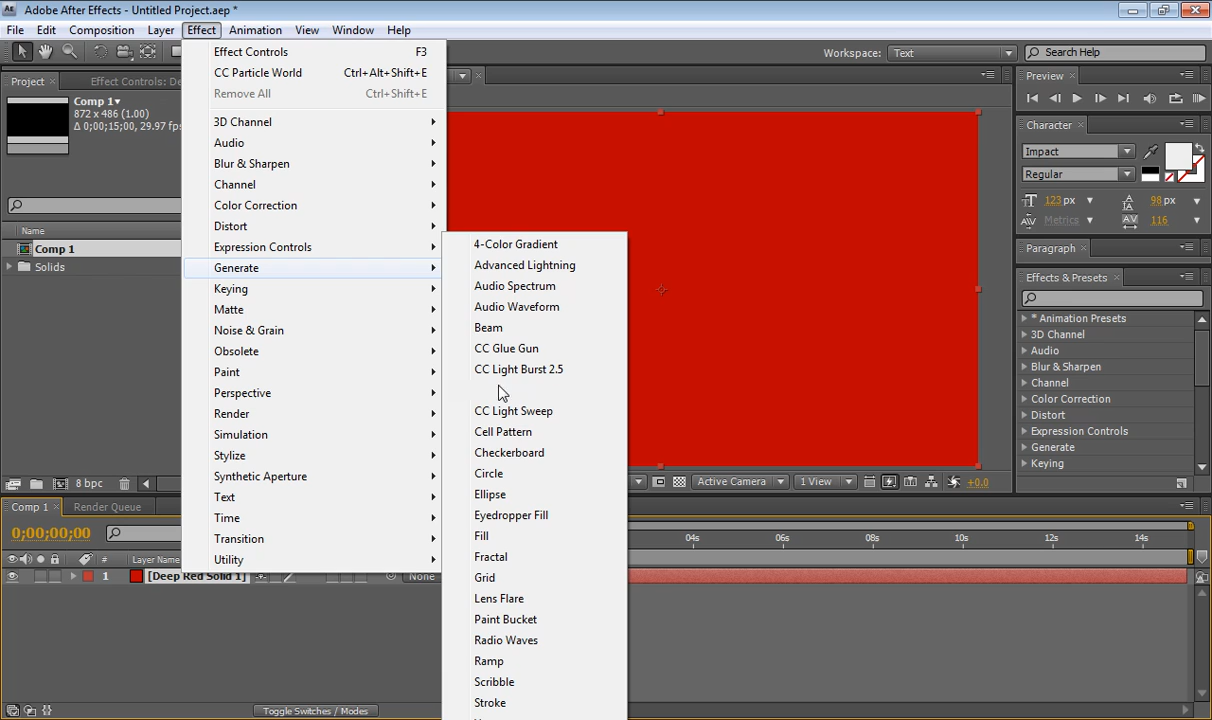 Adobe After Effects - Untitled Project.aep *
File Edit Composition Layer Effect Animation View Window Help
Workspace: Text Search Help
Effect Controls F3
CC Particle World Ctrl+Alt+Shift+E
Remove All Ctrl+Shift+E
3D Channel
Audio
Blur & Sharpen
Channel
Color Correction
Distort
Expression Controls
Generate
Keying
Matte
Noise & Grain
Obsolete
Paint
Perspective
Render
Simulation
Stylize
Synthetic Aperture
Text
Time
Transition
Utility
4-Color Gradient
Advanced Lightning
Audio Spectrum
Audio Waveform
Beam
CC Glue Gun
CC Light Burst 2.5
CC Light Sweep
Cell Pattern
Checkerboard
Circle
Ellipse
Eyedropper Fill
Fill
Fractal
Grid
Lens Flare
Paint Bucket
Radio Waves
Ramp
Scribble
Stroke
Project Effect Controls: De
Comp 1
872 x 486 (1.00)
Δ 0;00;15;00, 29.97 fps
Name
Comp 1
Solids
8 bpc
Active Camera 1 View +0.0
Preview
Character
Impact
Regular
123 px 98 px
Metrics 116
Paragraph
Effects & Presets
* Animation Presets
3D Channel
Audio
Blur & Sharpen
Channel
Color Correction
Distort
Expression Controls
Generate
Keying
Comp 1 Render Queue
0;00;00;00
04s 06s 08s 10s 12s 14s
# Layer Name
1 [Deep Red Solid 1] None
Toggle Switches / Modes